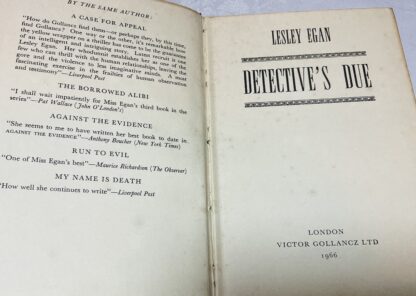 BY THE SAME AUTHOR:
A CASE FOR APPEAL
"How do Gollancz find them—or perhaps they, by this time,
find Gollancz? One way or the other, it's remarkable how
the yellow wrapper on a thriller has come to be the guarantee
of an intelligent and intriguing story. Latest recruit is one
Lesley Egan. Her whodunit establishes her as one of the
few who can thrill with the human relationships, leaving the
gore and the violence to less imaginative minds. A most
fascinating exercise in the frailties of human observation
and testimony"—Liverpool Post
THE BORROWED ALIBI
"I shall wait impatiently for Miss Egan's third book in the
series"—Pat Wallace (John O'London's)
AGAINST THE EVIDENCE
"She seems to me to have written her best book to date in
AGAINST THE EVIDENCE"—Anthony Boucher (New York Times)
RUN TO EVIL
"One of Miss Egan's best"—Maurice Richardson (The Observer)
MY NAME IS DEATH
"How well she continues to write"—Liverpool Post
LESLEY EGAN
DETECTIVE'S DUE
LONDON
VICTOR GOLLANCZ LTD
1966